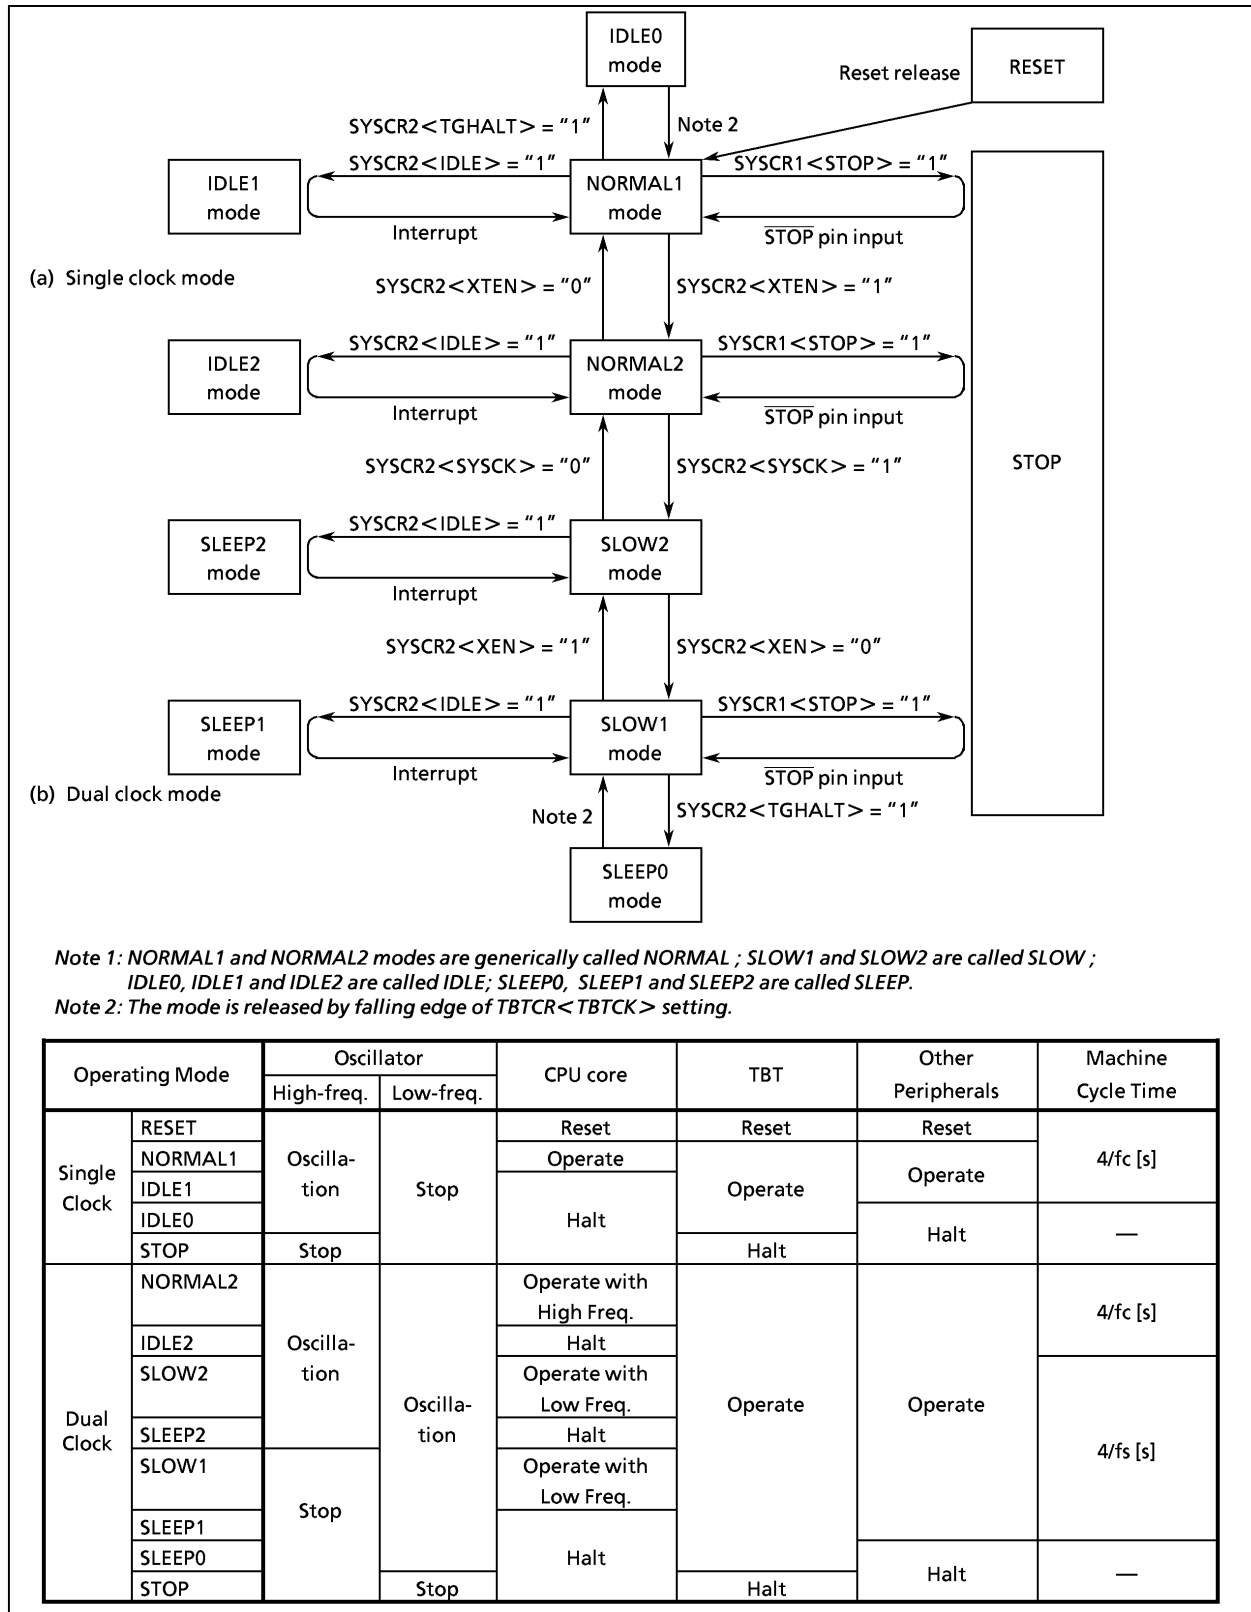 IDLE0
mode
RESET
Reset release
SYSCR2<TGHALT> = “1”
Note 2
SYSCR2<IDLE> = “1”
SYSCR1<STOP> = “1”
IDLE1
mode
NORMAL1
mode
Interrupt
STOP pin input
(a) Single clock mode
SYSCR2<XTEN> = “0”
SYSCR2<XTEN> = “1”
SYSCR2<IDLE> = “1”
SYSCR1<STOP> = “1”
IDLE2
mode
NORMAL2
mode
Interrupt
STOP pin input
SYSCR2<SYSCK> = “0”
SYSCR2<SYSCK> = “1”
STOP
SYSCR2<IDLE> = “1”
SLEEP2
mode
SLOW2
mode
Interrupt
SYSCR2<XEN> = “1”
SYSCR2<XEN> = “0”
SYSCR2<IDLE> = “1”
SYSCR1<STOP> = “1”
SLEEP1
mode
SLOW1
mode
Interrupt
STOP pin input
(b) Dual clock mode
Note 2
SYSCR2<TGHALT> = “1”
SLEEP0
mode
Note 1: NORMAL1 and NORMAL2 modes are generically called NORMAL ; SLOW1 and SLOW2 are called SLOW ;
IDLE0, IDLE1 and IDLE2 are called IDLE; SLEEP0, SLEEP1 and SLEEP2 are called SLEEP.
Note 2: The mode is released by falling edge of TBTCR<TBTCK> setting.
Operating Mode
Oscillator
High-freq.
Low-freq.
CPU core
TBT
Other
Peripherals
Machine
Cycle Time
Single
Clock
RESET
NORMAL1
IDLE1
IDLE0
STOP
Oscilla-
tion
Stop
Stop
Reset
Operate
Halt
Reset
Operate
Halt
Reset
Operate
Halt
4/fc [s]
—
Dual
Clock
NORMAL2
IDLE2
SLOW2
SLEEP2
SLOW1
SLEEP1
SLEEP0
STOP
Oscilla-
tion
Stop
Oscilla-
tion
Stop
Operate with
High Freq.
Halt
Operate with
Low Freq.
Halt
Operate with
Low Freq.
Halt
Operate
Halt
Operate
Halt
4/fc [s]
4/fs [s]
—